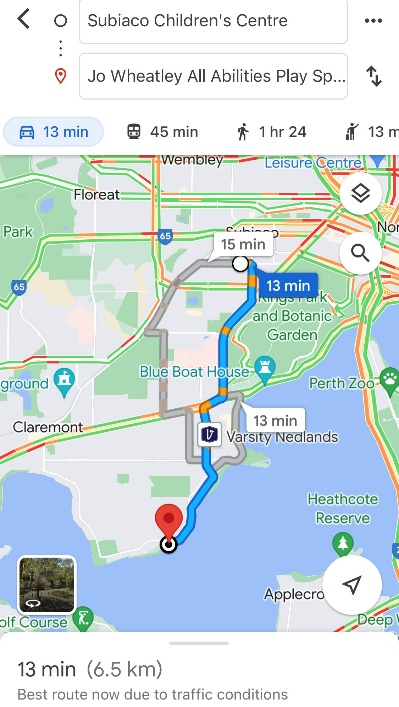 Subiaco Children's Centre
Jo Wheatley All Abilities Play Sp...
13 min
45 min
1 hr 24
13 m
Wembley
Leisure Centre
Floreat
Park
65
Subiaco
15 min
65
13 min
Kings Park
and Botanic
Garden
Blue Boat House
ground
Perth Zoo
13 min
Claremont
Varsity Nedlands
Heathcote
Reserve
Applecro
olf Course
Deep W
13 min (6.5 km)
Best route now due to traffic conditions